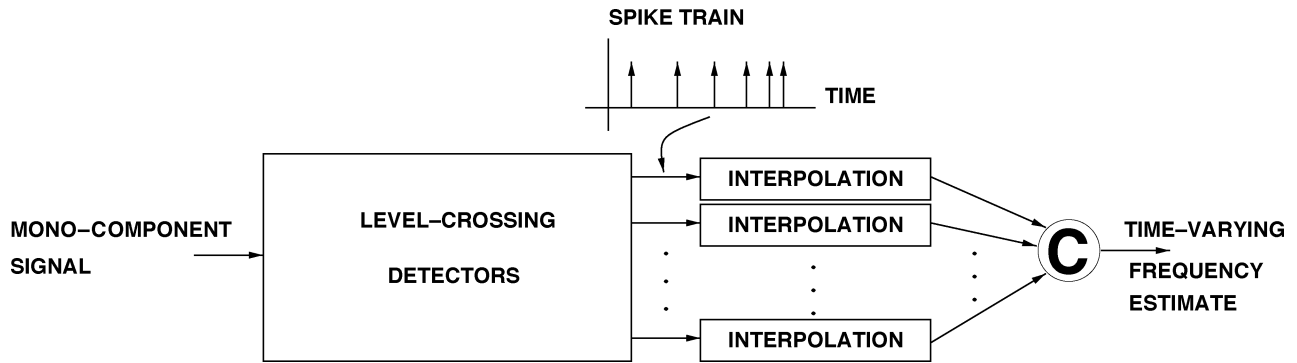 SPIKE TRAIN
TIME
LEVEL–CROSSING
DETECTORS
MONO–COMPONENT
SIGNAL
INTERPOLATION
INTERPOLATION
INTERPOLATION
C
TIME–VARYING
FREQUENCY
ESTIMATE